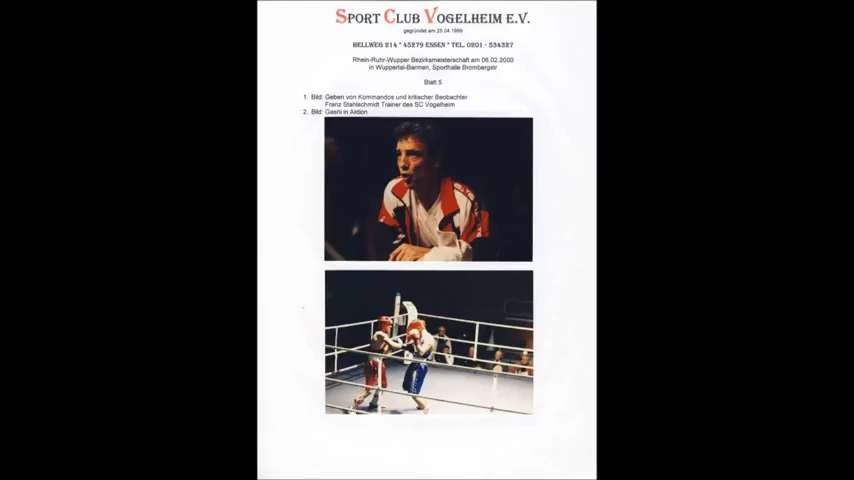 SPORT CLUB VOGELHEIM E.V.
gegründet am 25.04.1999
HELLWEG 214 * 45279 ESSEN * TEL. 0201 - 534327
Rhein-Ruhr-Wupper Bezirksmeisterschaft am 06.02.2000
in Wuppertal-Barmen, Sporthalle Brombergstr
Blatt 5
1. Bild: Geben von Kommandos und kritischer Beobachter
Franz Stahlschmidt Trainer des SC Vogelheim
2. Bild: Gashi in Aktion